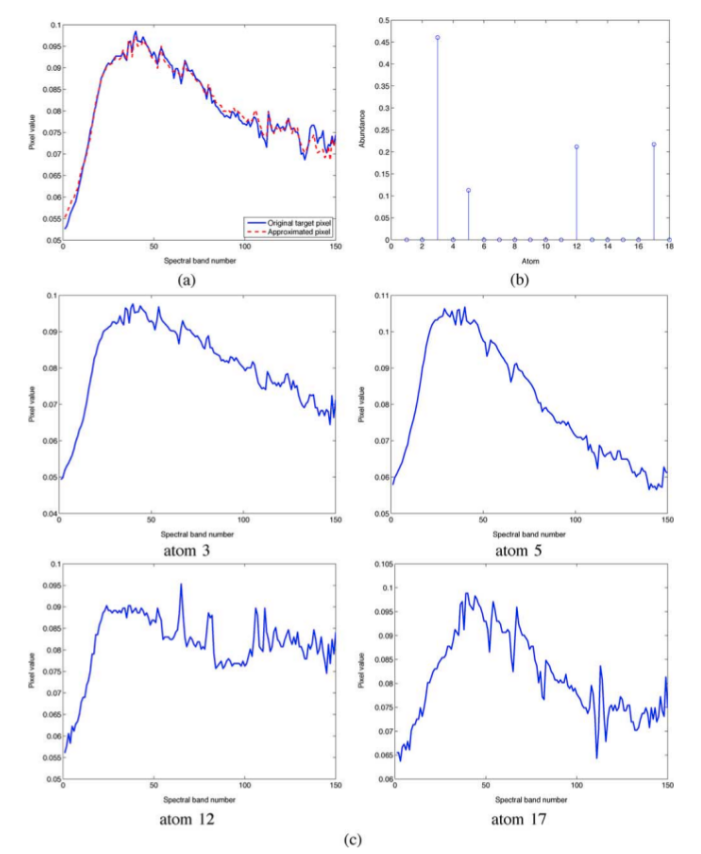 0.1
0.095
0.09
0.085
0.08
0.075
0.07
0.065
0.06
0.055
0.05
Pixel value
0 50 100 150
Spectral band number
Original target pixel
Approximated pixel
(a)
0.5
0.45
0.4
0.35
0.3
0.25
0.2
0.15
0.1
0.05
0
Abundance
0 2 4 6 8 10 12 14 16 18
Atom
(b)
0.1
0.09
0.08
0.07
0.06
0.05
0.04
Pixel value
0 50 100 150
Spectral band number
atom 3
0.11
0.1
0.09
0.08
0.07
0.06
0.05
Pixel value
0 50 100 150
Spectral band number
atom 5
0.1
0.095
0.09
0.085
0.08
0.075
0.07
0.065
0.06
0.055
0.05
Pixel value
0 50 100 150
Spectral band number
atom 12
0.105
0.1
0.095
0.09
0.085
0.08
0.075
0.07
0.065
0.06
Pixel value
0 50 100 150
Spectral band number
atom 17
(c)